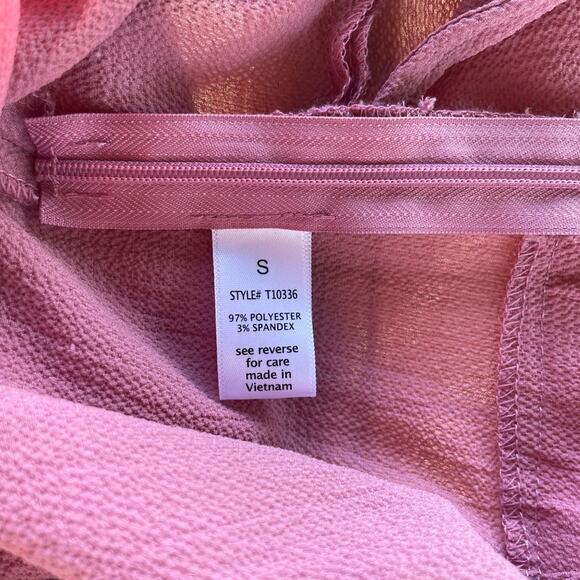 S
STYLE# T10336
97% POLYESTER
3% SPANDEX
see reverse
for care
made in
Vietnam